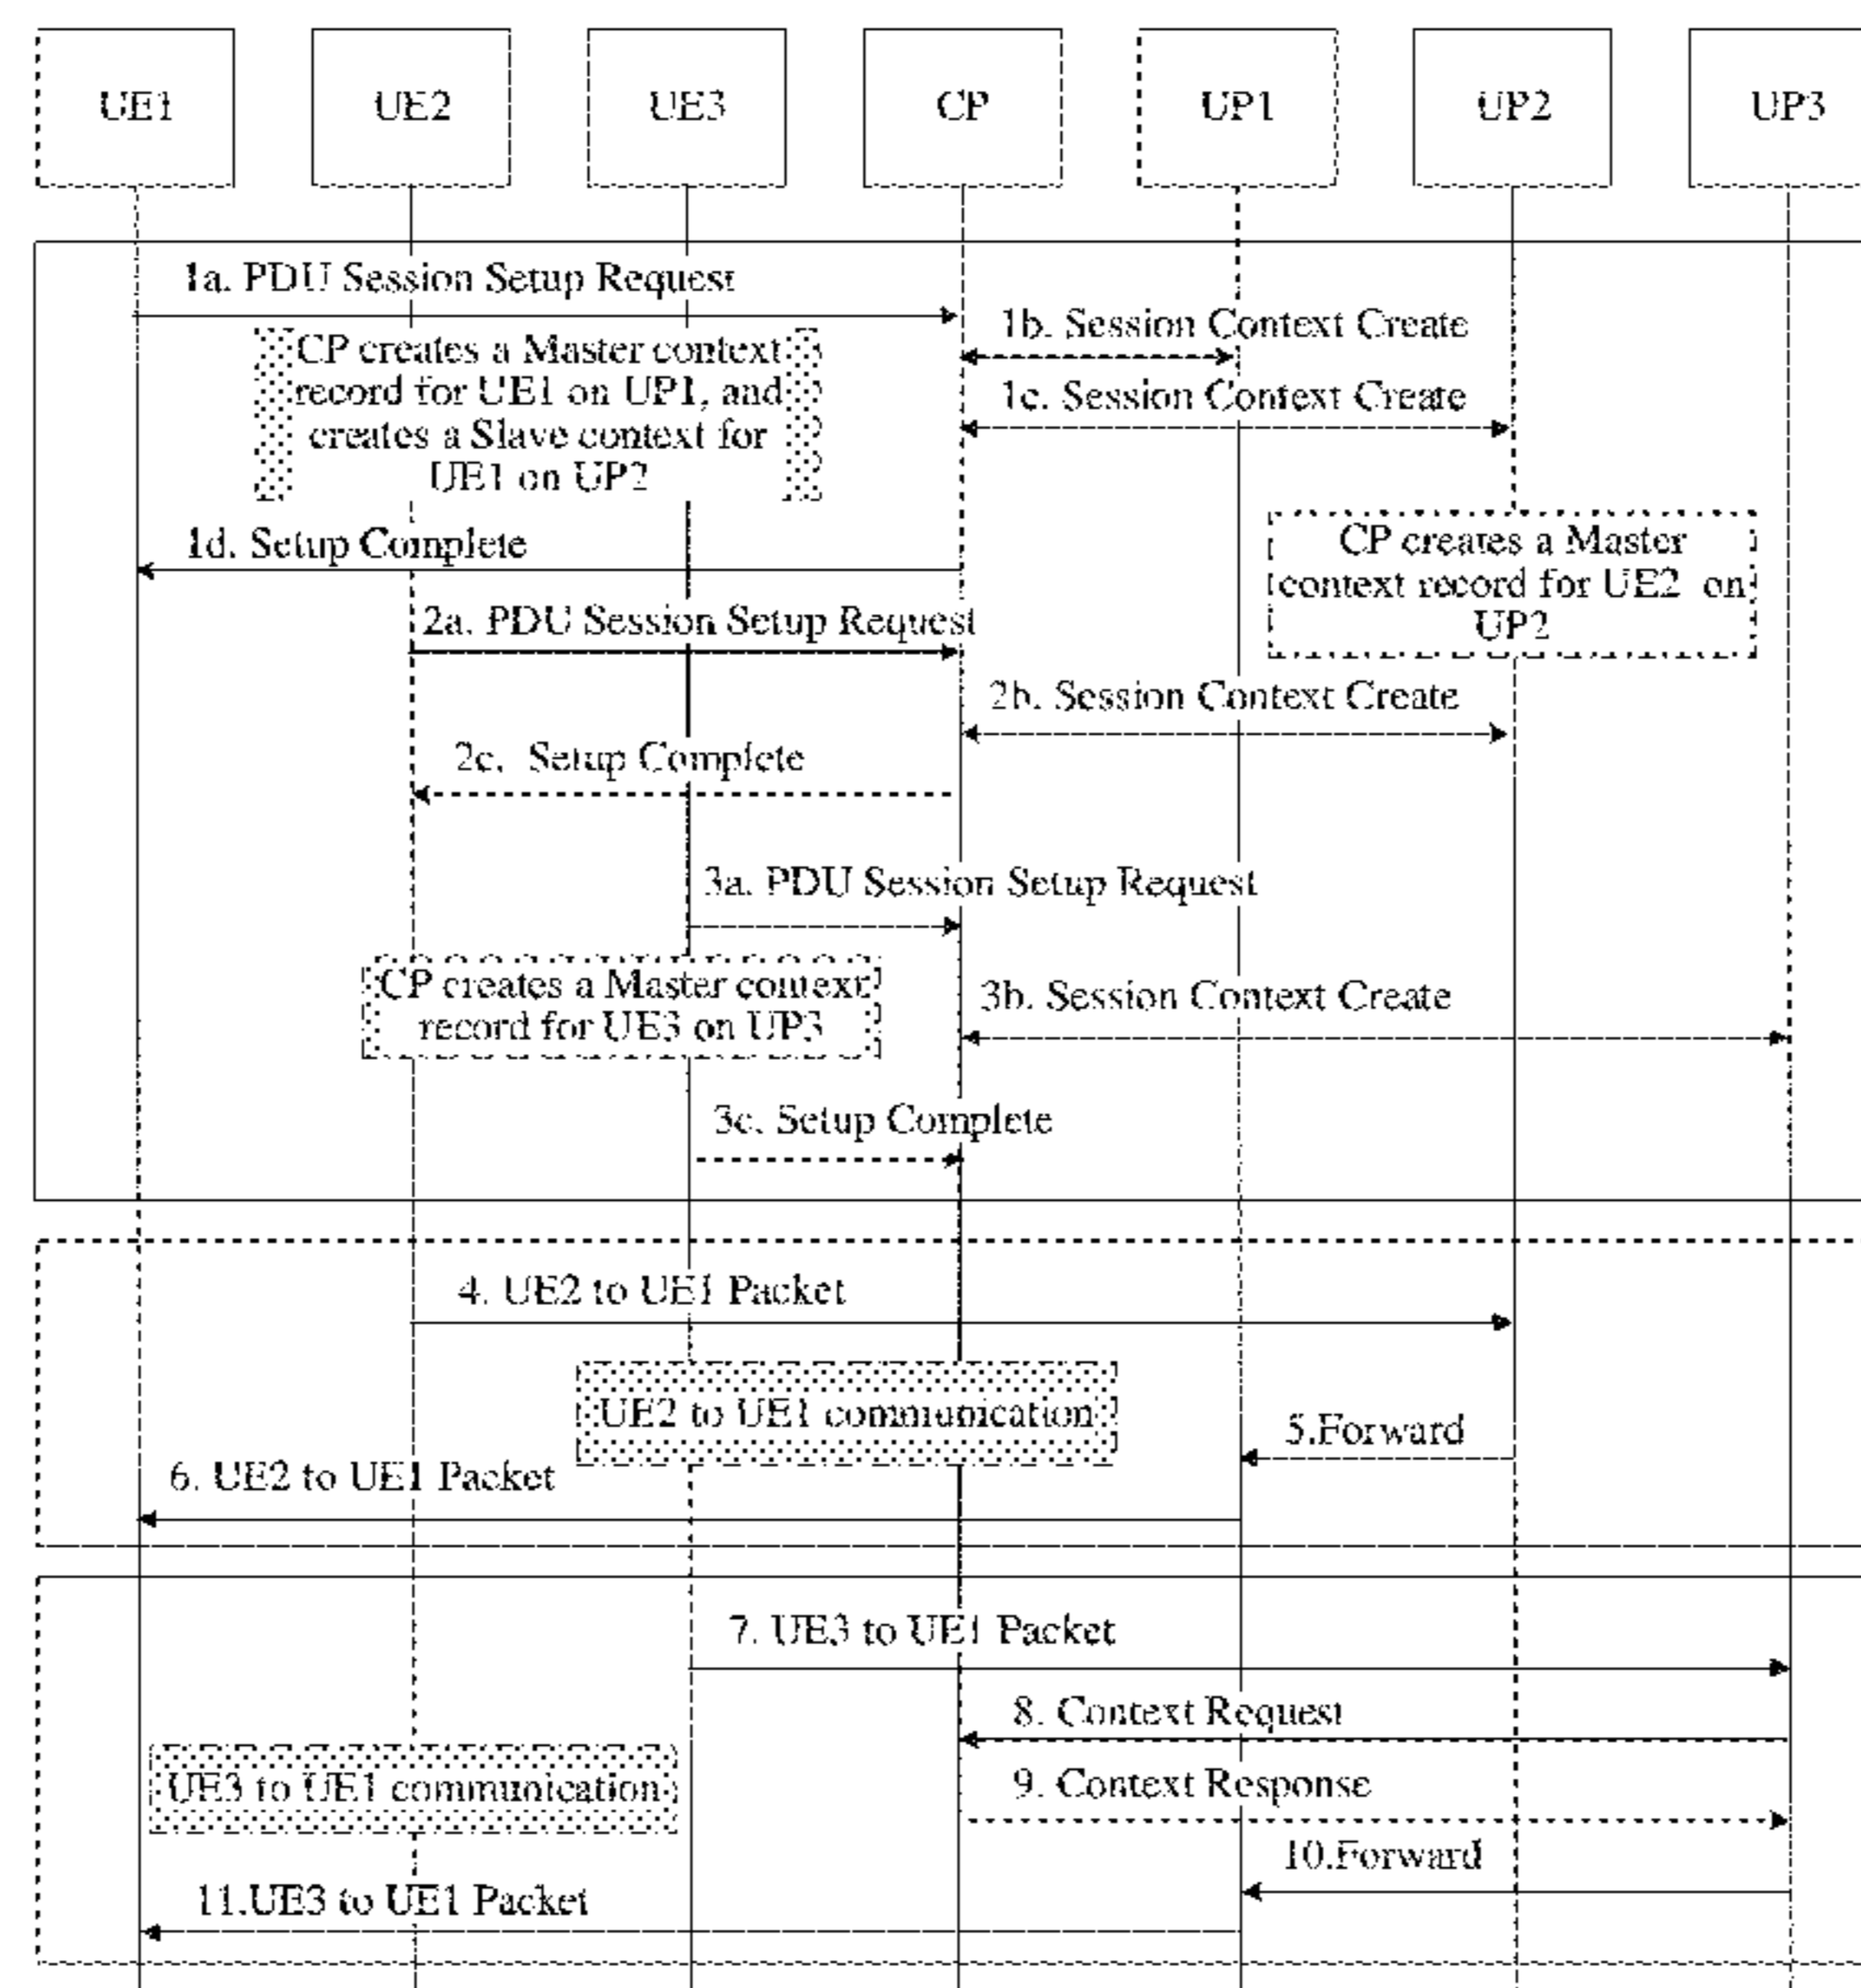 UE1
UE2
UE3
CP
UP1
UP2
UP3
1a. PDU Session Setup Request
1b. Session Context Create
CP creates a Master context
record for UE1 on UP1, and
creates a Slave context for
UE1 on UP2
1c. Session Context Create
1d. Setup Complete
CP creates a Master
context record for UE2 on
UP2
2a. PDU Session Setup Request
2b. Session Context Create
2c. Setup Complete
3a. PDU Session Setup Request
CP creates a Master context
record for UE3 on UP3
3b. Session Context Create
3c. Setup Complete
4. UE2 to UE1 Packet
UE2 to UE1 communication
5.Forward
6. UE2 to UE1 Packet
7. UE3 to UE1 Packet
8. Context Request
UE3 to UE1 communication
9. Context Response
10.Forward
11.UE3 to UE1 Packet